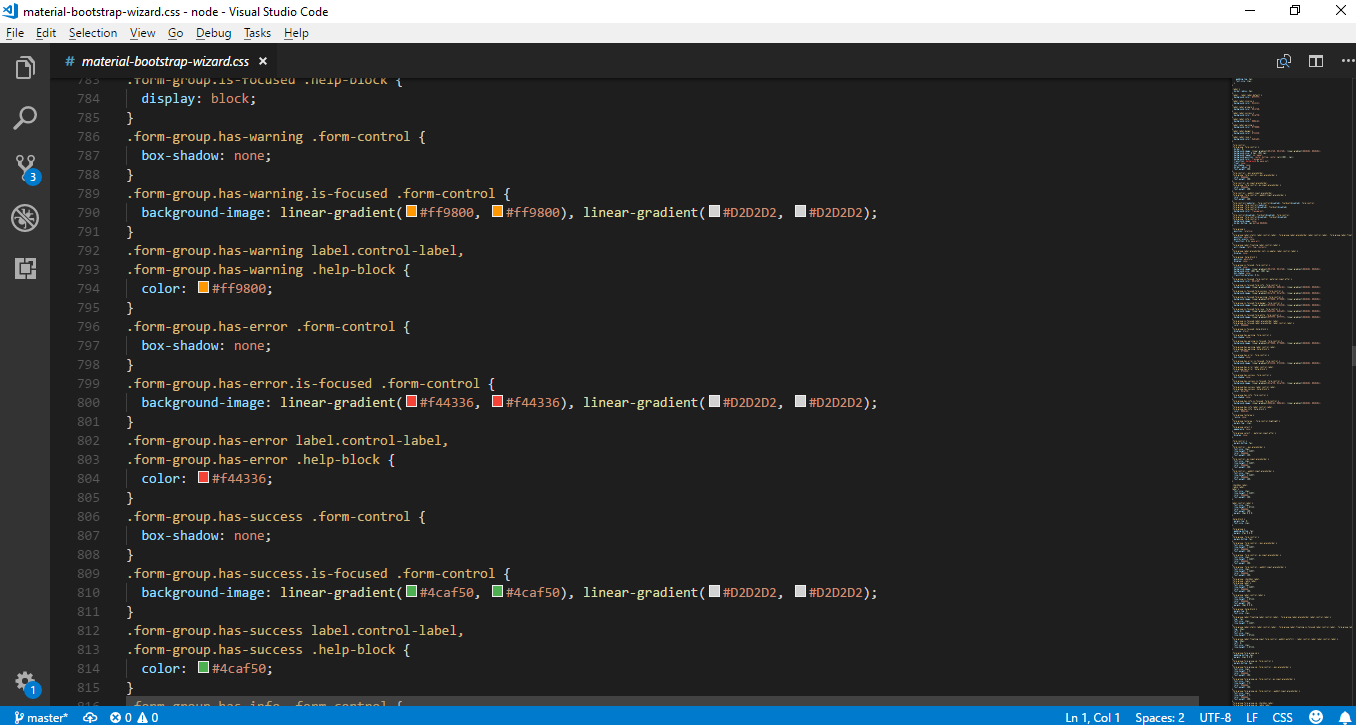 material-bootstrap-wizard.css - node - Visual Studio Code
File Edit Selection View Go Debug Tasks Help
# material-bootstrap-wizard.css ×
783 .form-group.is-focused .help-block {
784 display: block;
785 }
786 .form-group.has-warning .form-control {
787 box-shadow: none;
788 }
789 .form-group.has-warning.is-focused .form-control {
790 background-image: linear-gradient(#ff9800, #ff9800), linear-gradient(#D2D2D2, #D2D2D2);
791 }
792 .form-group.has-warning label.control-label,
793 .form-group.has-warning .help-block {
794 color: #ff9800;
795 }
796 .form-group.has-error .form-control {
797 box-shadow: none;
798 }
799 .form-group.has-error.is-focused .form-control {
800 background-image: linear-gradient(#f44336, #f44336), linear-gradient(#D2D2D2, #D2D2D2);
801 }
802 .form-group.has-error label.control-label,
803 .form-group.has-error .help-block {
804 color: #f44336;
805 }
806 .form-group.has-success .form-control {
807 box-shadow: none;
808 }
809 .form-group.has-success.is-focused .form-control {
810 background-image: linear-gradient(#4caf50, #4caf50), linear-gradient(#D2D2D2, #D2D2D2);
811 }
812 .form-group.has-success label.control-label,
813 .form-group.has-success .help-block {
814 color: #4caf50;
815 }
816 .form-group.has-info .form-control {
3
1
master* 0 0 Ln 1, Col 1 Spaces: 2 UTF-8 LF CSS